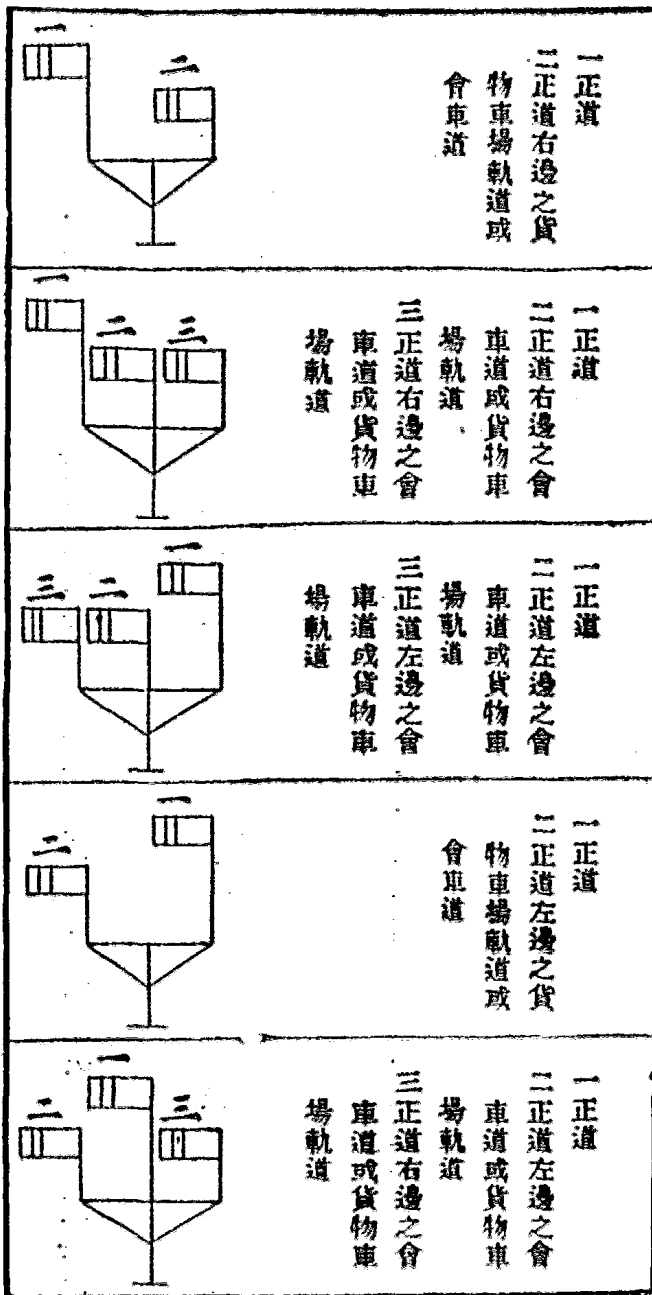 一正道
二正道右邊之貨
物車場軌道或
會車道
一
二
一正道
二正道右邊之會
車道或貨物車
場軌道
三正道右邊之會
車道或貨物車
場軌道
一
二
三
一正道
二正道左邊之會
車道或貨物車
場軌道
三正道左邊之會
車道或貨物車
場軌道
一
二
三
一正道
二正道左邊之貨
物車場軌道或
會車道
一
二
一正道
二正道左邊之會
車道或貨物車
場軌道
三正道右邊之會
車道或貨物車
場軌道
一
二
三